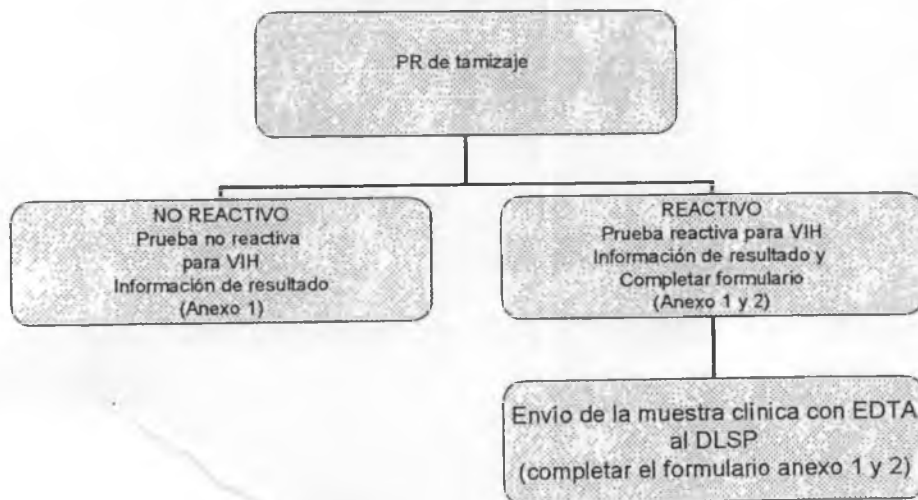 PR de tamizaje
NO REACTIVO
Prueba no reactiva
para VIH
Información de resultado
(Anexo 1)
REACTIVO
Prueba reactiva para VIH
Información de resultado y
Completar formulario
(Anexo 1 y 2)
Envío de la muestra clinica con EDTA
al DLSP
(completar el formulario anexo 1 y 2)